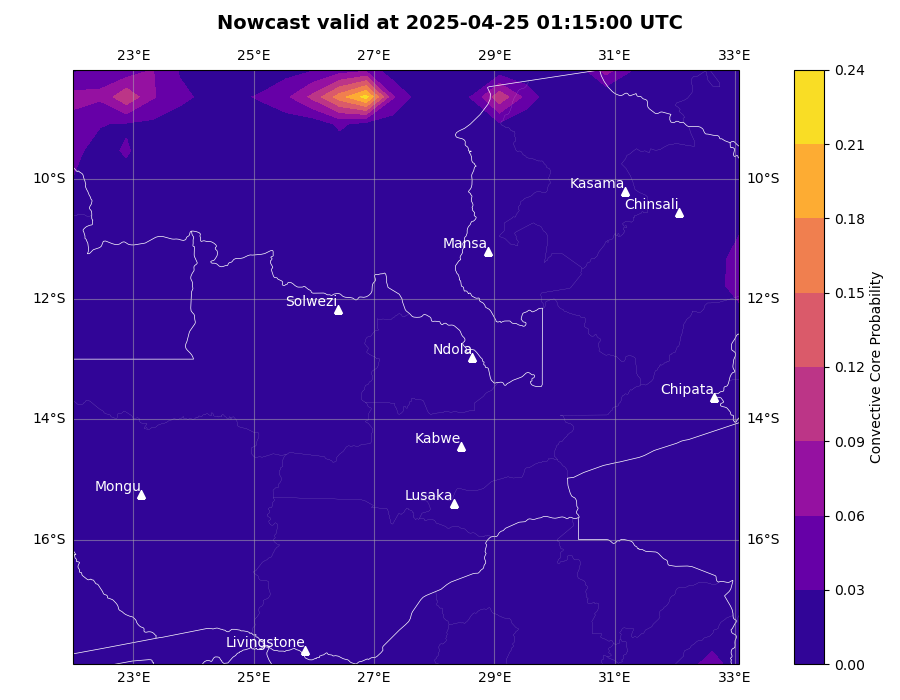 Nowcast valid at 2025-04-25 01:15:00 UTC
23°E 25°E 27°E 29°E 31°E 33°E
0.24
0.21
10°S Kasama 10°S
Chinsali
0.18
Mansa
0.15
12°S Solwezi 12°S
Ndola
0.12
Chipata
14°S 14°S
Kabwe
0.09
Mongu
Lusaka
0.06
16°S 16°S
0.03
Livingstone
0.00
23°E 25°E 27°E 29°E 31°E 33°E
Convective Core Probability